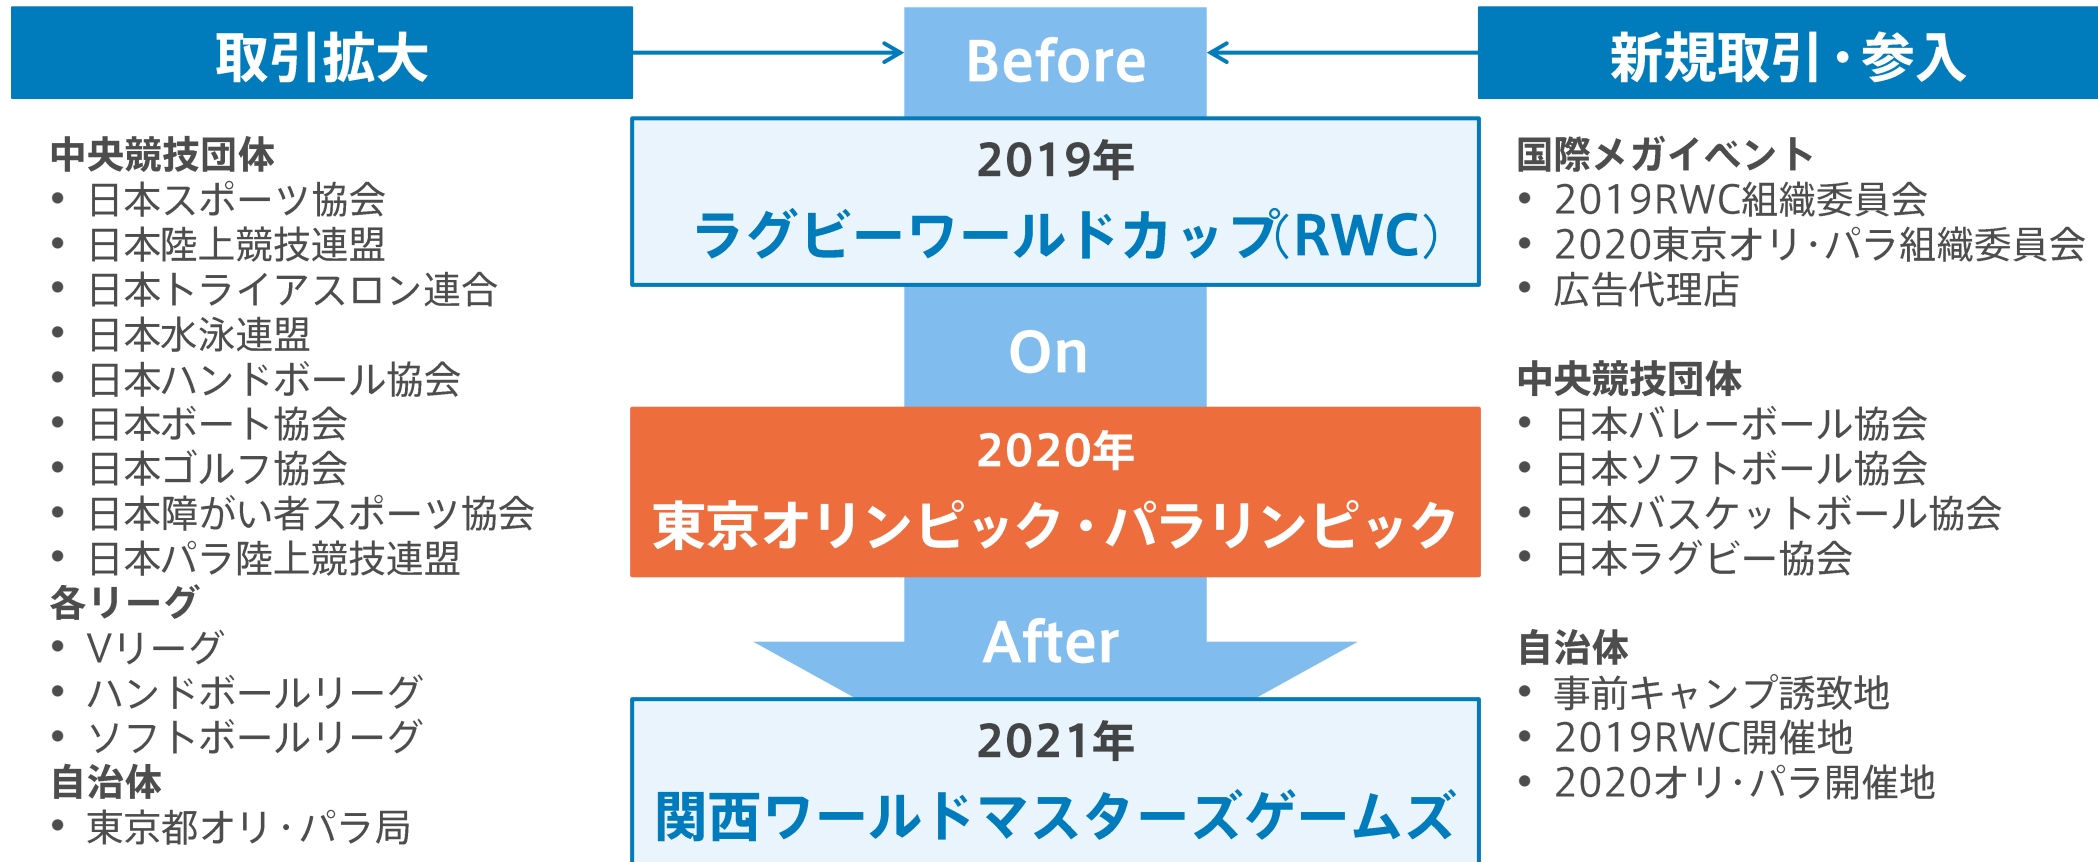 取引拡大
中央競技団体
• 日本スポーツ協会
• 日本陸上競技連盟
• 日本トライアスロン連合
• 日本水泳連盟
• 日本ハンドボール協会
• 日本ボート協会
• 日本ゴルフ協会
• 日本障がい者スポーツ協会
• 日本パラ陸上競技連盟
各リーグ
• Vリーグ
• ハンドボールリーグ
• ソフトボールリーグ
自治体
• 東京都オリ・パラ局
Before
2019年
ラグビーワールドカップ(RWC)
On
2020年
東京オリンピック・パラリンピック
After
2021年
関西ワールドマスターズゲームズ
新規取引・参入
国際メガイベント
• 2019RWC組織委員会
• 2020東京オリ・パラ組織委員会
• 広告代理店
中央競技団体
• 日本バレーボール協会
• 日本ソフトボール協会
• 日本バスケットボール協会
• 日本ラグビー協会
自治体
• 事前キャンプ誘致地
• 2019RWC開催地
• 2020オリ・パラ開催地